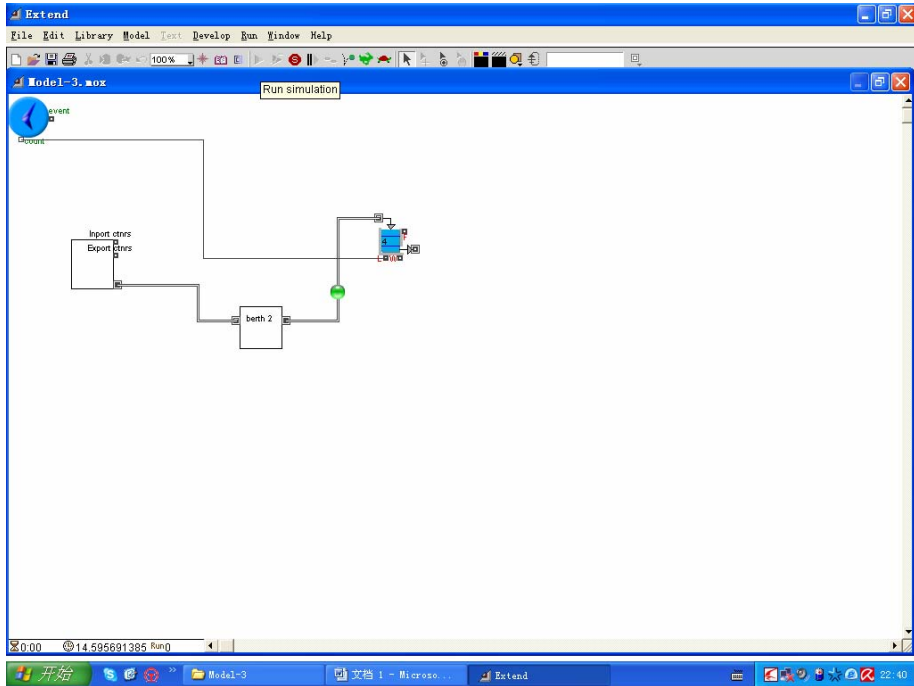 Extend
File Edit Library Model Text Develop Run Window Help
100%
Model-3.mox
Run simulation
event
count
Inport ctnrs
Export ctnrs
4
F
L W
berth 2
0:00 14.595691385 Run 0
开始 Model-3 文档 1 - Microso... Extend 22:40